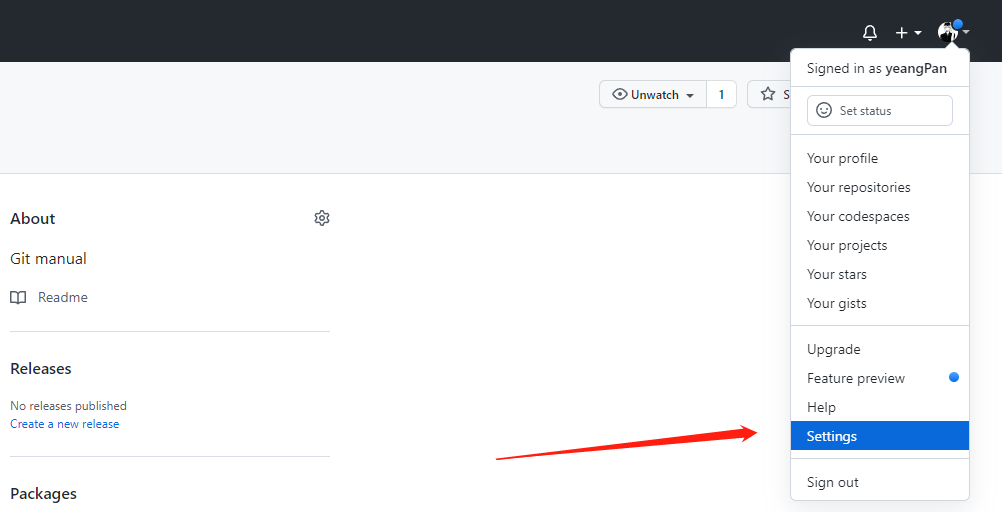 Signed in as yeangPan
Unwatch 1
S
Set status
Your profile
Your repositories
Your codespaces
Your projects
Your stars
Your gists
Upgrade
Feature preview
Help
Settings
Sign out
About
Git manual
Readme
Releases
No releases published
Create a new release
Packages